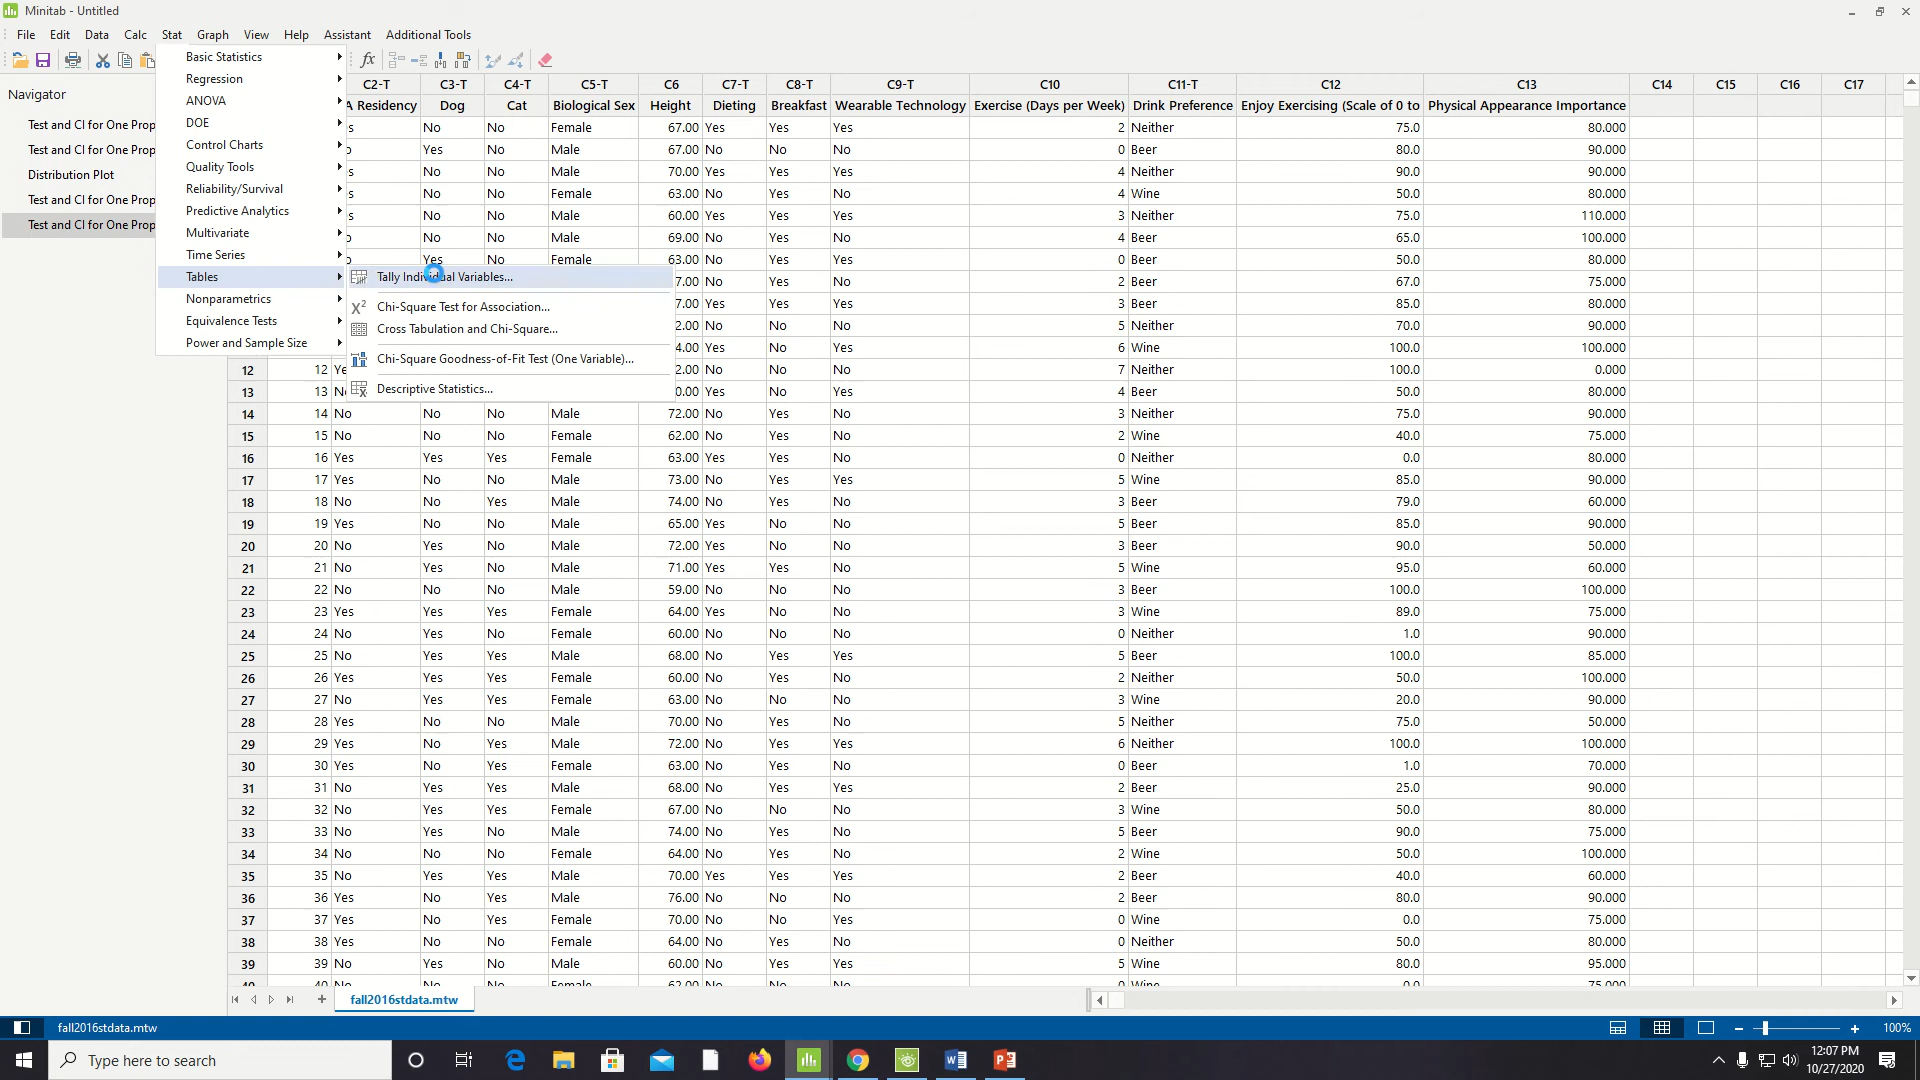 Minitab - Untitled
File Edit Data Calc Stat Graph View Help Assistant Additional Tools
Navigator
Test and CI for One Prop
Test and CI for One Prop
Distribution Plot
Test and CI for One Prop
Test and CI for One Prop
Basic Statistics
Regression
ANOVA
DOE
Control Charts
Quality Tools
Reliability/Survival
Predictive Analytics
Multivariate
Time Series
Tables
Nonparametrics
Equivalence Tests
Power and Sample Size
Tally Individual Variables...
Chi-Square Test for Association...
Cross Tabulation and Chi-Square...
Chi-Square Goodness-of-Fit Test (One Variable)...
Descriptive Statistics...
C2-T C3-T C4-T C5-T C6 C7-T C8-T C9-T C10 C11-T C12 C13 C14 C15 C16 C17
A Residency Dog Cat Biological Sex Height Dieting Breakfast Wearable Technology Exercise (Days per Week) Drink Preference Enjoy Exercising (Scale of 0 to Physical Appearance Importance
s No No Female 67.00 Yes Yes Yes 2 Neither 75.0 80.000
o Yes No Male 67.00 No No No 0 Beer 80.0 90.000
s No No Male 70.00 Yes Yes Yes 4 Neither 90.0 90.000
s No No Female 63.00 No Yes No 4 Wine 50.0 80.000
s No No Male 60.00 Yes Yes Yes 3 Neither 75.0 110.000
o No No Male 69.00 No Yes No 4 Beer 65.0 100.000
o Yes No Female 63.00 No No No 0 Beer 50.0 80.000
7.00 No Yes No 2 Beer 67.0 75.000
7.00 Yes Yes Yes 3 Beer 85.0 80.000
2.00 No No No 5 Neither 70.0 90.000
4.00 Yes No Yes 6 Wine 100.0 100.000
12 12 Ye 2.00 No Yes No 7 Neither 100.0 0.000
13 13 No 0.00 Yes No Yes 4 Beer 50.0 80.000
14 14 No No No Male 72.00 No Yes No 3 Neither 75.0 90.000
15 15 No No No Female 62.00 No Yes No 2 Wine 40.0 75.000
16 16 Yes Yes Yes Female 63.00 Yes Yes No 0 Neither 0.0 80.000
17 17 Yes No No Male 73.00 No Yes Yes 5 Wine 85.0 90.000
18 18 No No Yes Male 74.00 No Yes No 3 Beer 79.0 60.000
19 19 Yes No No Male 65.00 Yes No No 5 Beer 85.0 90.000
20 20 No Yes No Male 72.00 Yes No No 3 Beer 90.0 50.000
21 21 No Yes No Male 71.00 Yes Yes No 5 Wine 95.0 60.000
22 22 No No No Male 59.00 No No No 3 Beer 100.0 100.000
23 23 Yes Yes Yes Female 64.00 Yes No No 3 Wine 89.0 75.000
24 24 No Yes No Female 60.00 No No No 0 Neither 1.0 90.000
25 25 No Yes Yes Male 68.00 No Yes Yes 5 Beer 100.0 85.000
26 26 Yes Yes Yes Female 60.00 No Yes No 2 Neither 50.0 100.000
27 27 No Yes Yes Female 63.00 No No No 3 Wine 20.0 90.000
28 28 Yes No No Male 70.00 No Yes No 5 Neither 75.0 50.000
29 29 Yes No Yes Male 72.00 No Yes Yes 6 Neither 100.0 100.000
30 30 Yes No Yes Female 63.00 No Yes No 0 Beer 1.0 70.000
31 31 No Yes Yes Male 68.00 No Yes Yes 2 Beer 25.0 90.000
32 32 No Yes Yes Female 67.00 No No No 3 Wine 50.0 80.000
33 33 No Yes No Male 74.00 No Yes No 5 Beer 90.0 75.000
34 34 No No No Female 64.00 No Yes No 2 Wine 50.0 100.000
35 35 No Yes Yes Male 70.00 Yes Yes Yes 2 Beer 40.0 60.000
36 36 Yes No Yes Male 76.00 No No No 2 Beer 80.0 90.000
37 37 Yes No Yes Female 70.00 No No Yes 0 Wine 0.0 75.000
38 38 Yes No No Female 64.00 No Yes No 0 Neither 50.0 80.000
39 39 No Yes No Male 60.00 No Yes Yes 5 Wine 80.0 95.000
40 40 No No No Female 62.00 No No No 0 Wine 0.0 75.000
fall2016stdata.mtw
fall2016stdata.mtw 100%
Type here to search
12:07 PM
10/27/2020